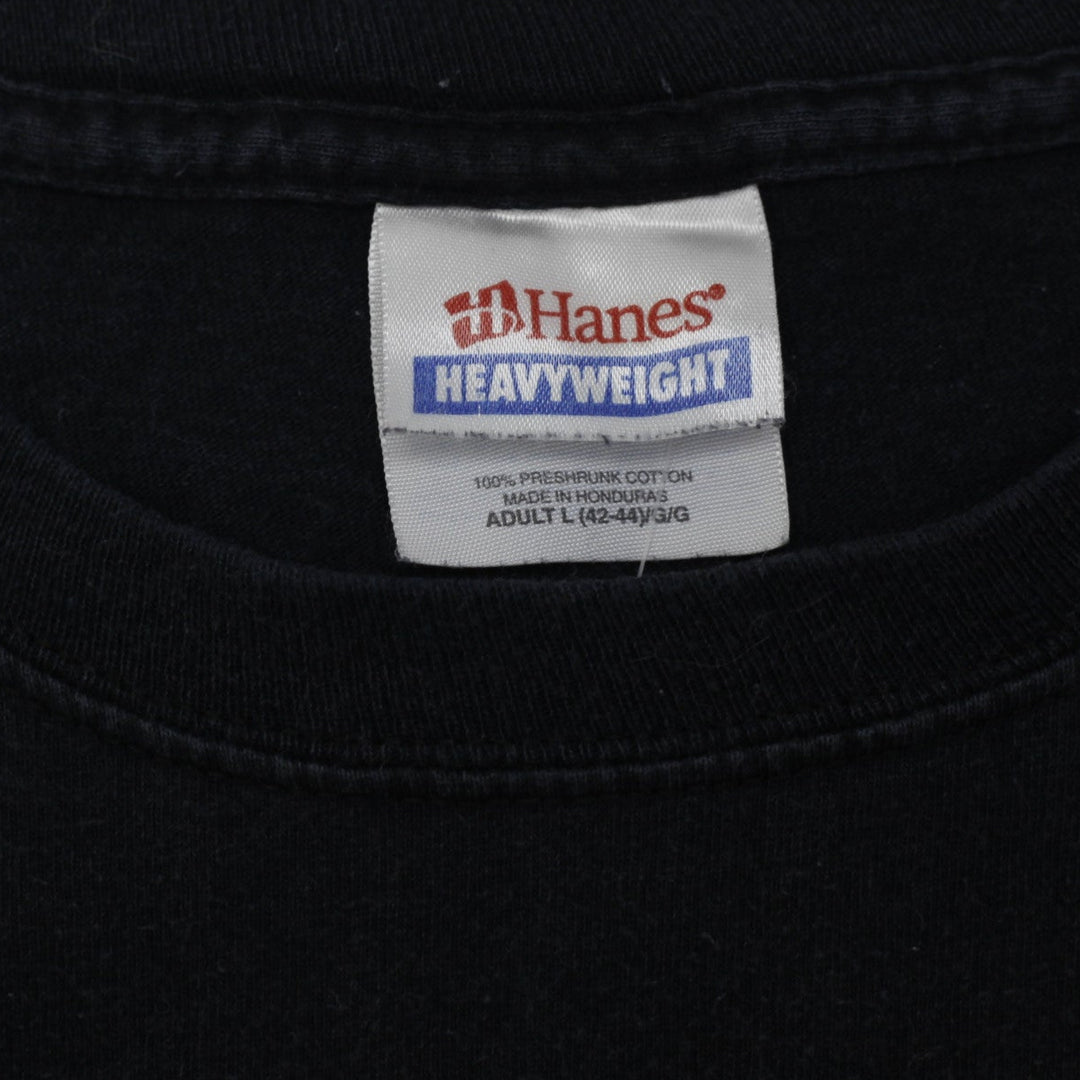 Hanes®
HEAVYWEIGHT
100% PRESHRUNK COTTON
MADE IN HONDURAS
ADULT L (42-44)/G/G